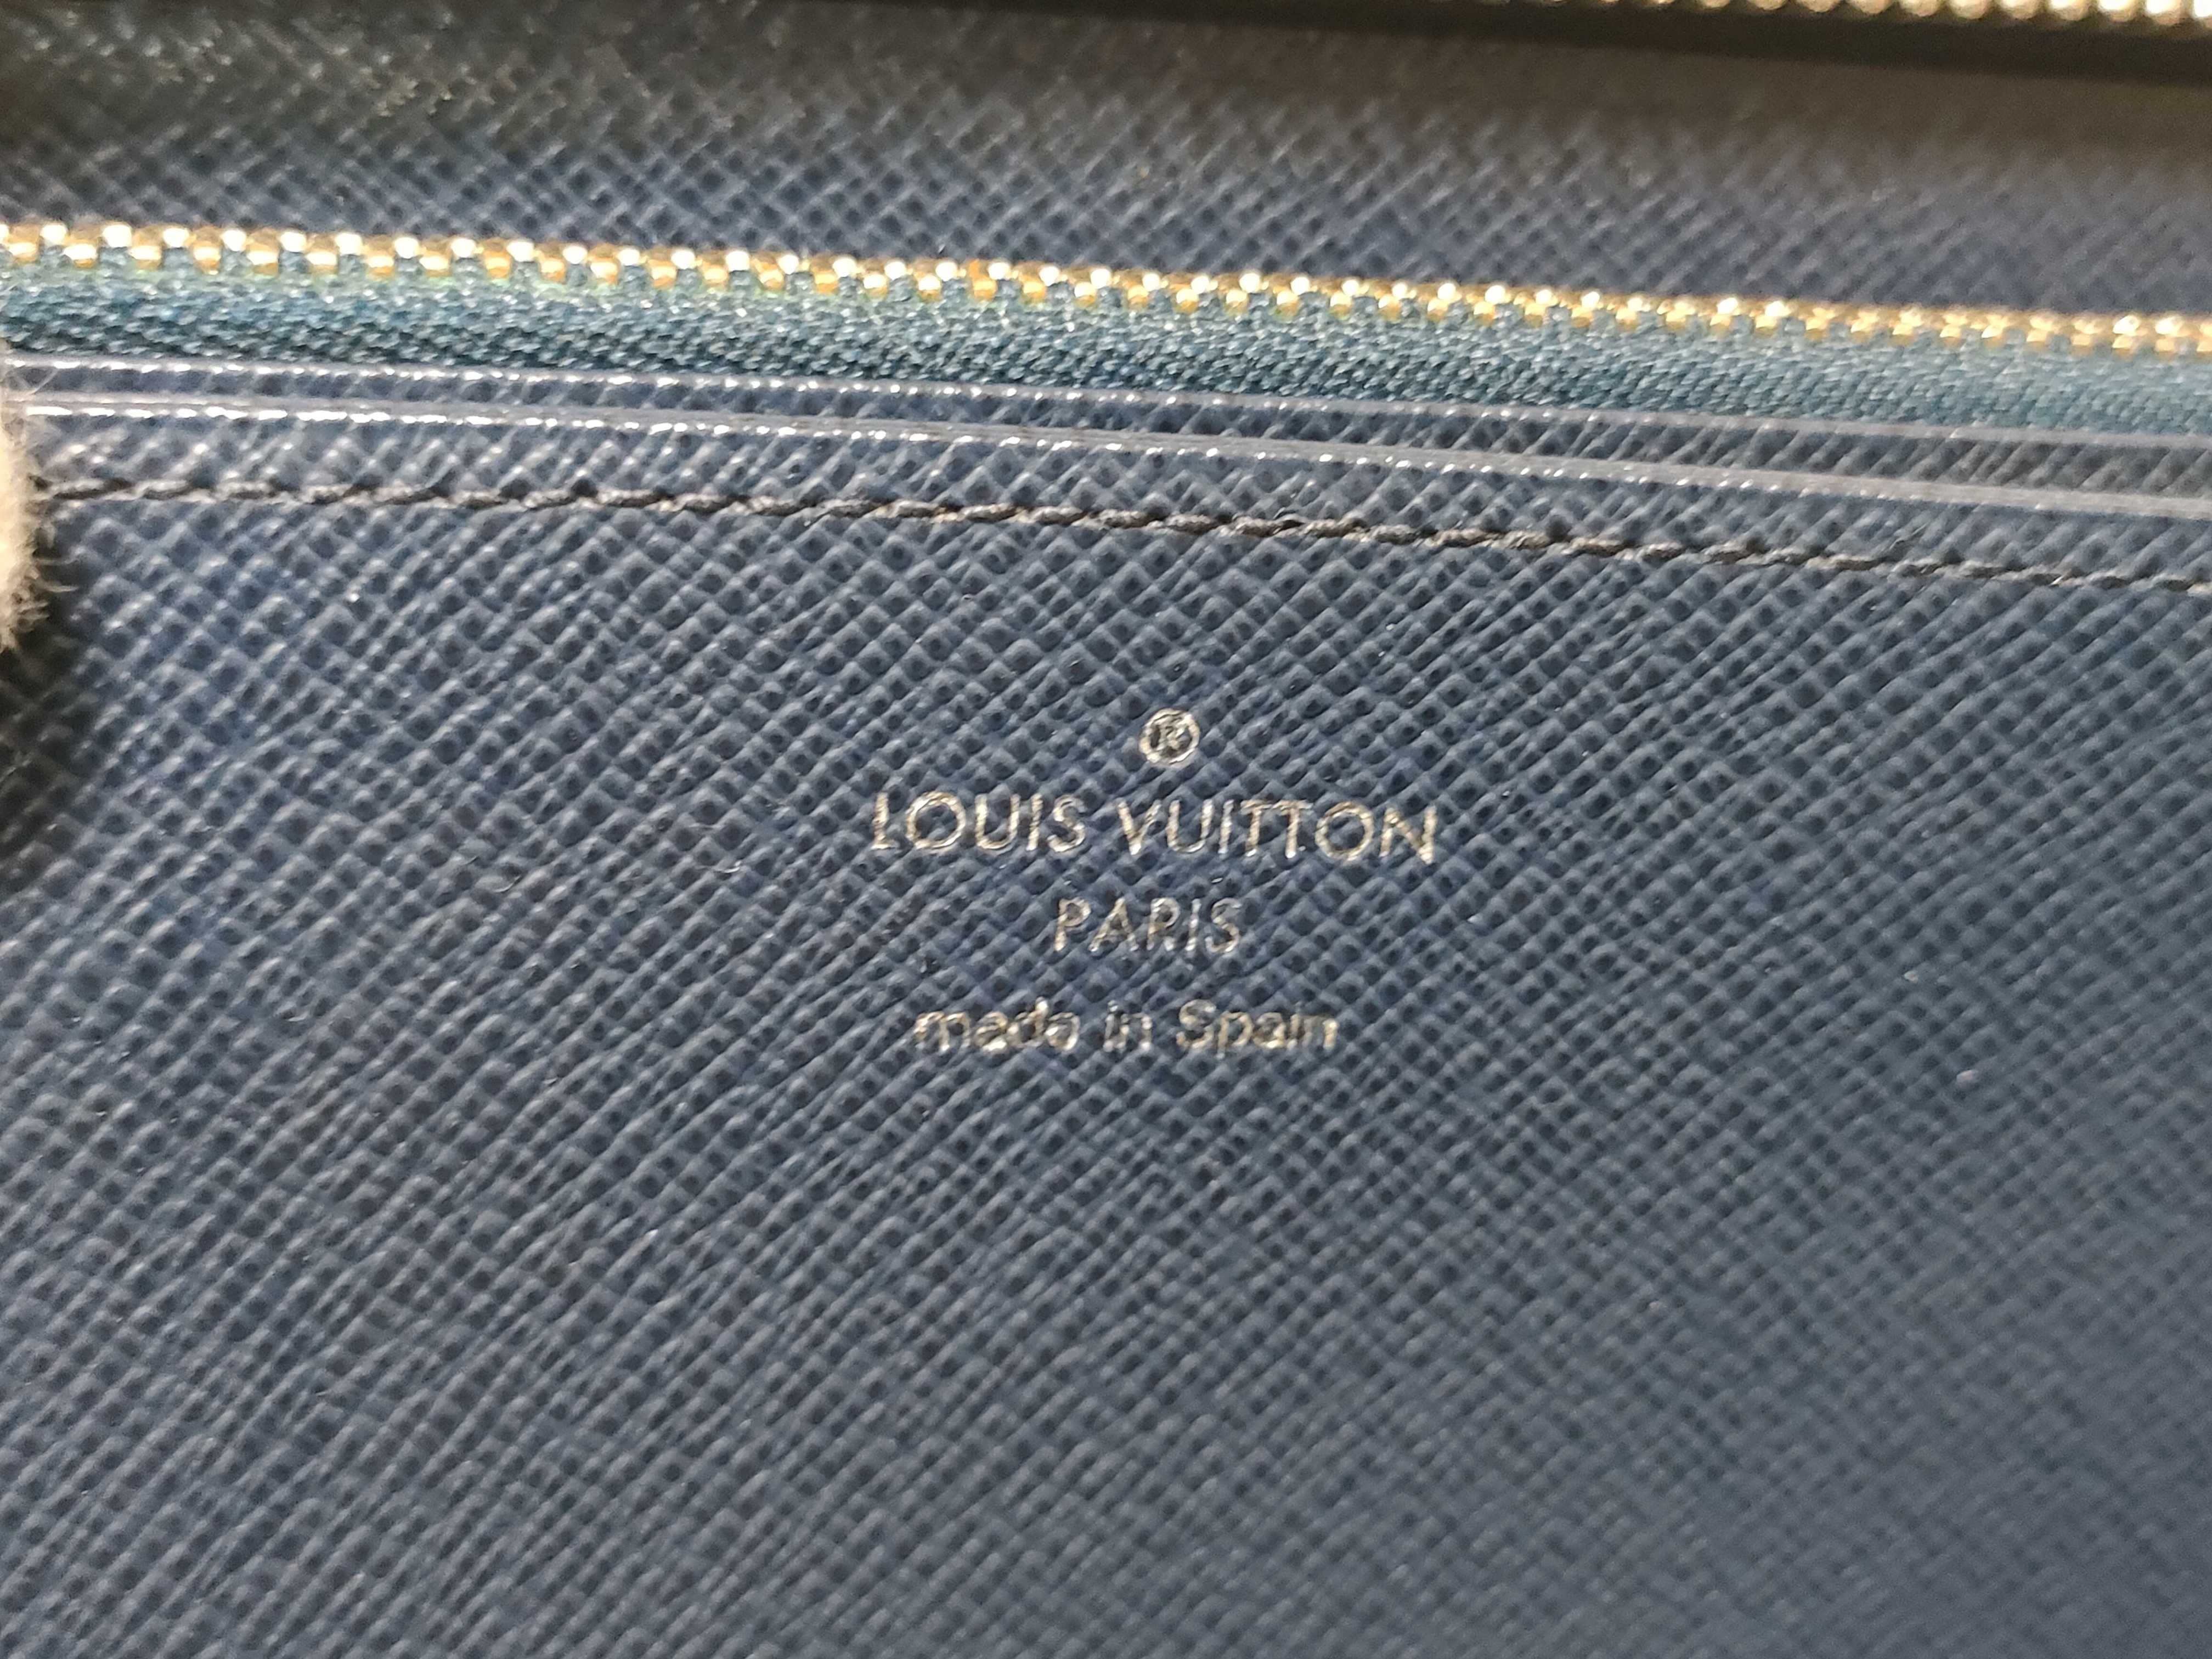 ®
LOUIS VUITTON
PARIS
made in Spain